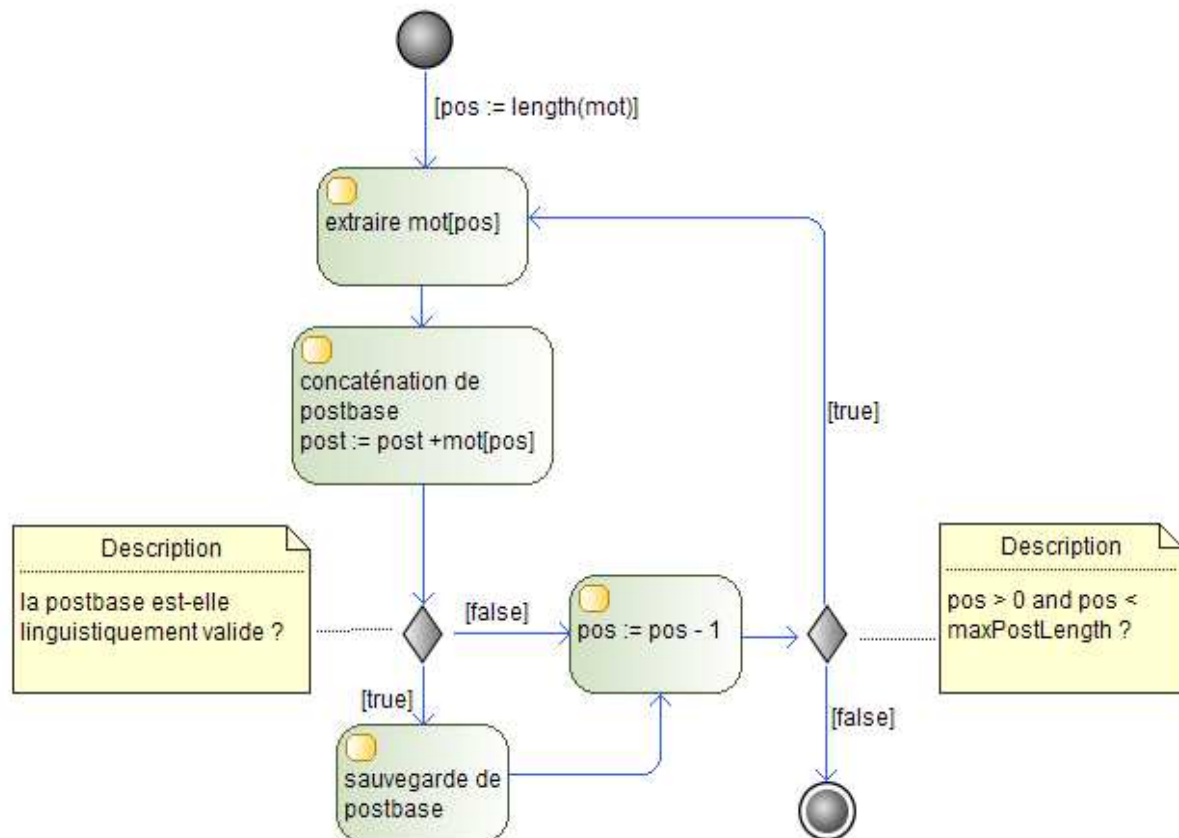 [pos := length(mot)]
extraire mot[pos]
concaténation de
postbase
post := post +mot[pos]
[true]
Description
la postbase est-elle
linguistiquement valide ?
[false]
pos := pos - 1
Description
pos > 0 and pos <
maxPostLength ?
[true]
[false]
sauvegarde de
postbase